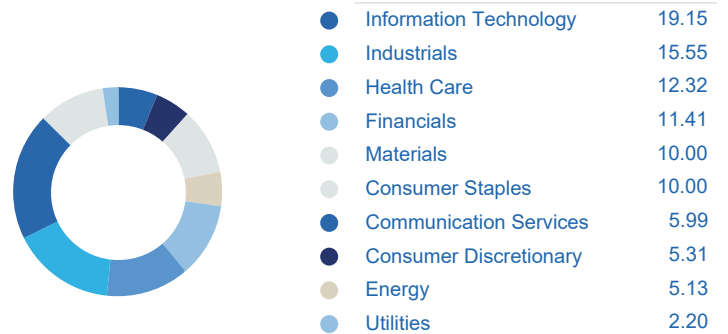 Information Technology 19.15
Industrials 15.55
Health Care 12.32
Financials 11.41
Materials 10.00
Consumer Staples 10.00
Communication Services 5.99
Consumer Discretionary 5.31
Energy 5.13
Utilities 2.20